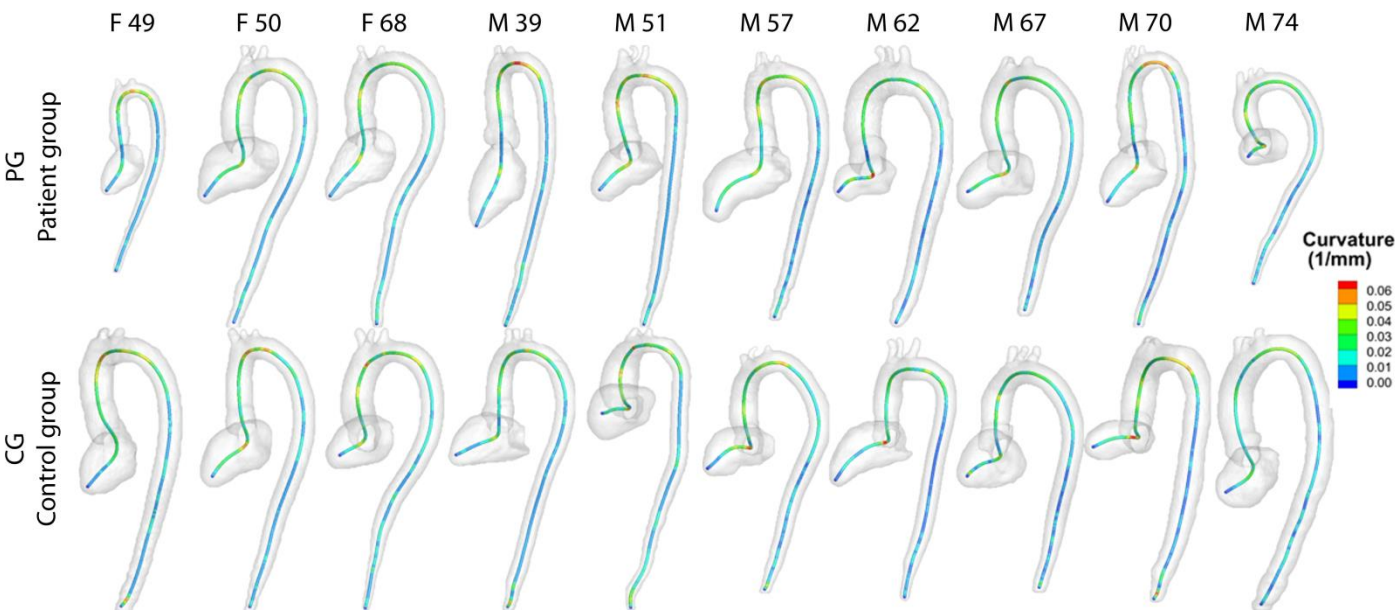 F 49 F 50 F 68 M 39 M 51 M 57 M 62 M 67 M 70 M 74
PG
Patient group
Curvature
(1/mm)
0.06
0.05
0.04
0.03
0.02
0.01
0.00
CG
Control group